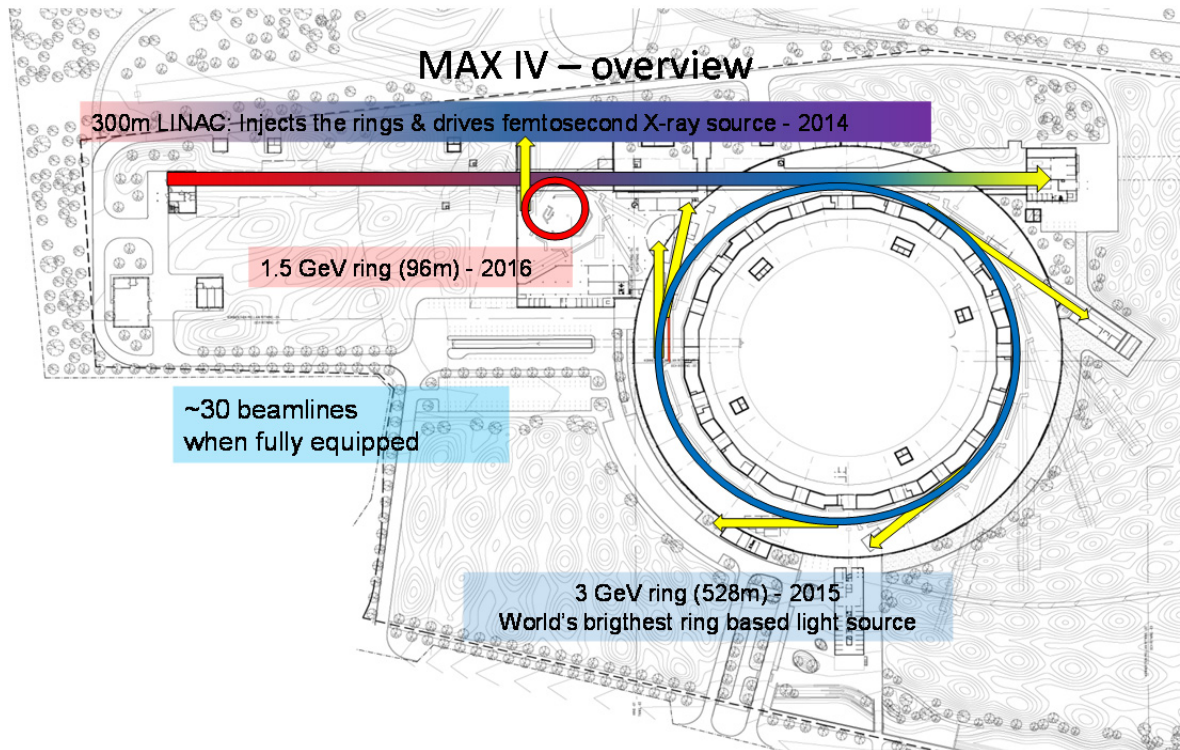 MAX IV – overview
300m LINAC: Injects the rings & drives femtosecond X-ray source - 2014
1.5 GeV ring (96m) - 2016
~30 beamlines
when fully equipped
3 GeV ring (528m) - 2015
World's brigthest ring based light source